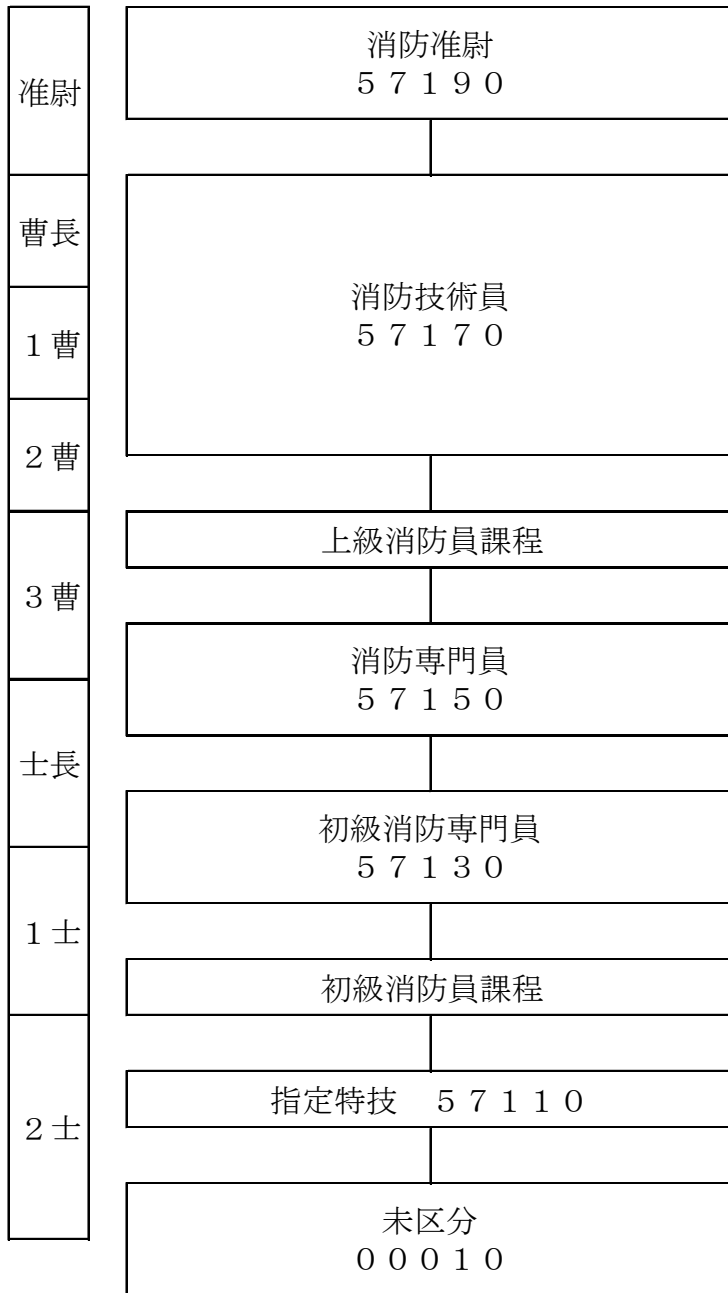 准尉
消防准尉
５７１９０
曹長
１曹
２曹
消防技術員
５７１７０
３曹
上級消防員課程
消防専門員
５７１５０
士長
初級消防専門員
５７１３０
１士
初級消防員課程
２士
指定特技　５７１１０
未区分
０００１０